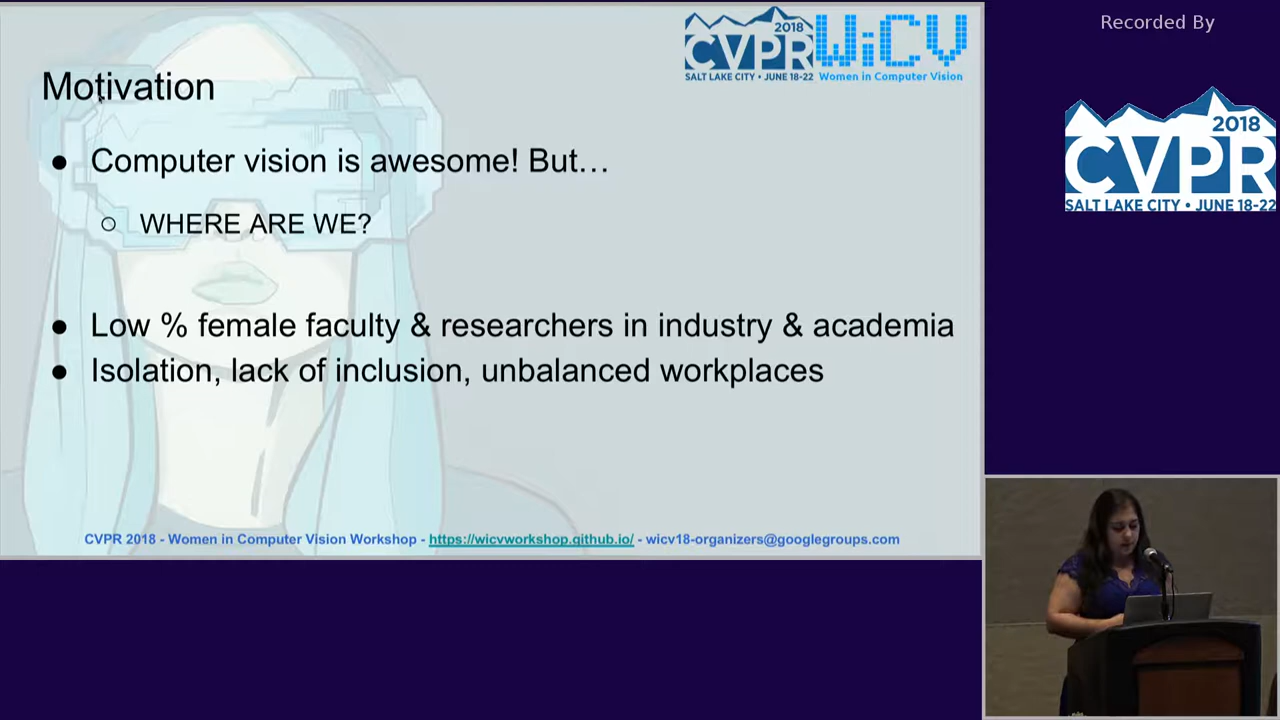 2018
CVPR
SALT LAKE CITY • JUNE 18-22
WiCV
Women in Computer Vision
Motivation
● Computer vision is awesome! But…
○ WHERE ARE WE?
● Low % female faculty & researchers in industry & academia
● Isolation, lack of inclusion, unbalanced workplaces
CVPR 2018 - Women in Computer Vision Workshop - https://wicvworkshop.github.io/ - wicv18-organizers@googlegroups.com
Recorded By
2018
CVPR
SALT LAKE CITY • JUNE 18-22